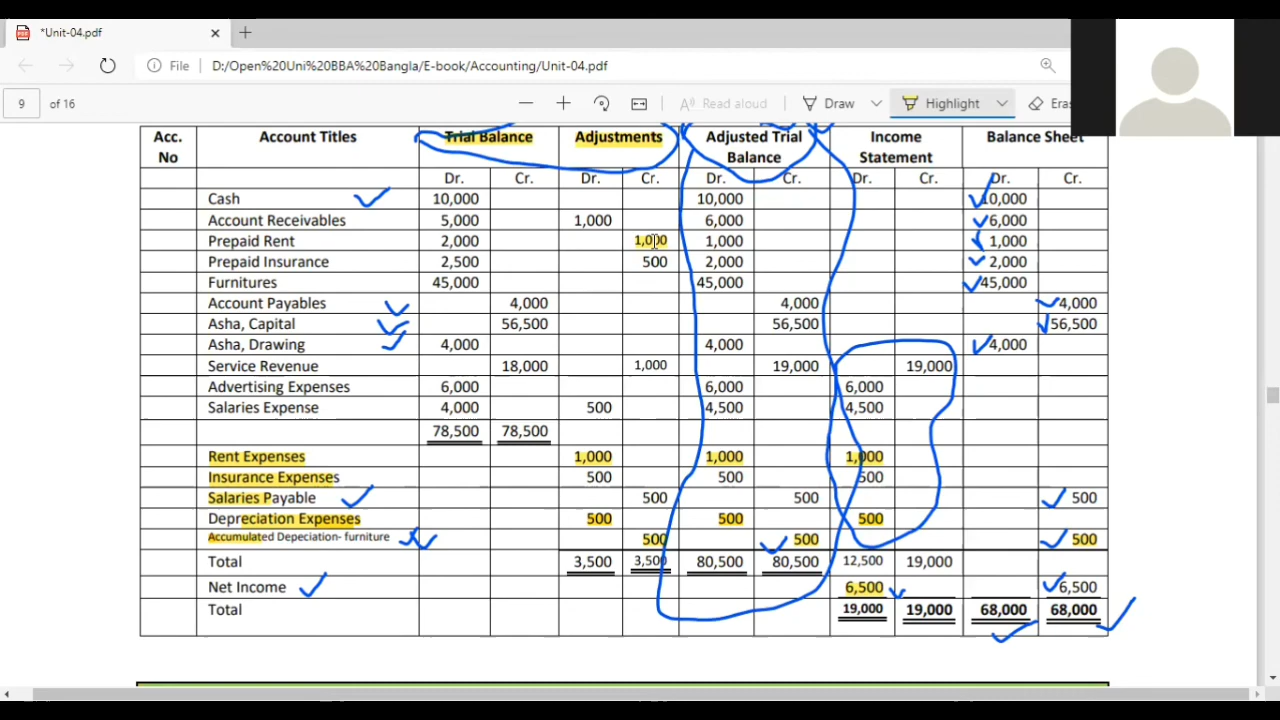 *Unit-04.pdf
File D:/Open%20Uni%20BBA%20Bangla/E-book/Accounting/Unit-04.pdf
9 of 16 Read aloud Draw Highlight
Acc. No Account Titles Trial Balance Adjustments Adjusted Trial Balance Income Statement Balance Sheet
Dr. Cr. Dr. Cr. Dr. Cr. Dr. Cr. Dr. Cr.
Cash 10,000 10,000 10,000
Account Receivables 5,000 1,000 6,000 6,000
Prepaid Rent 2,000 1,000 1,000 1,000
Prepaid Insurance 2,500 500 2,000 2,000
Furnitures 45,000 45,000 45,000
Account Payables 4,000 4,000 4,000
Asha, Capital 56,500 56,500 56,500
Asha, Drawing 4,000 4,000 4,000
Service Revenue 18,000 1,000 19,000 19,000
Advertising Expenses 6,000 6,000 6,000
Salaries Expense 4,000 500 4,500 4,500
78,500 78,500
Rent Expenses 1,000 1,000 1,000
Insurance Expenses 500 500 500
Salaries Payable 500 500 500
Depreciation Expenses 500 500 500
Accumulated Depeciation- furniture 500 500 500
Total 3,500 3,500 80,500 80,500 12,500 19,000
Net Income 6,500 6,500
Total 19,000 19,000 68,000 68,000